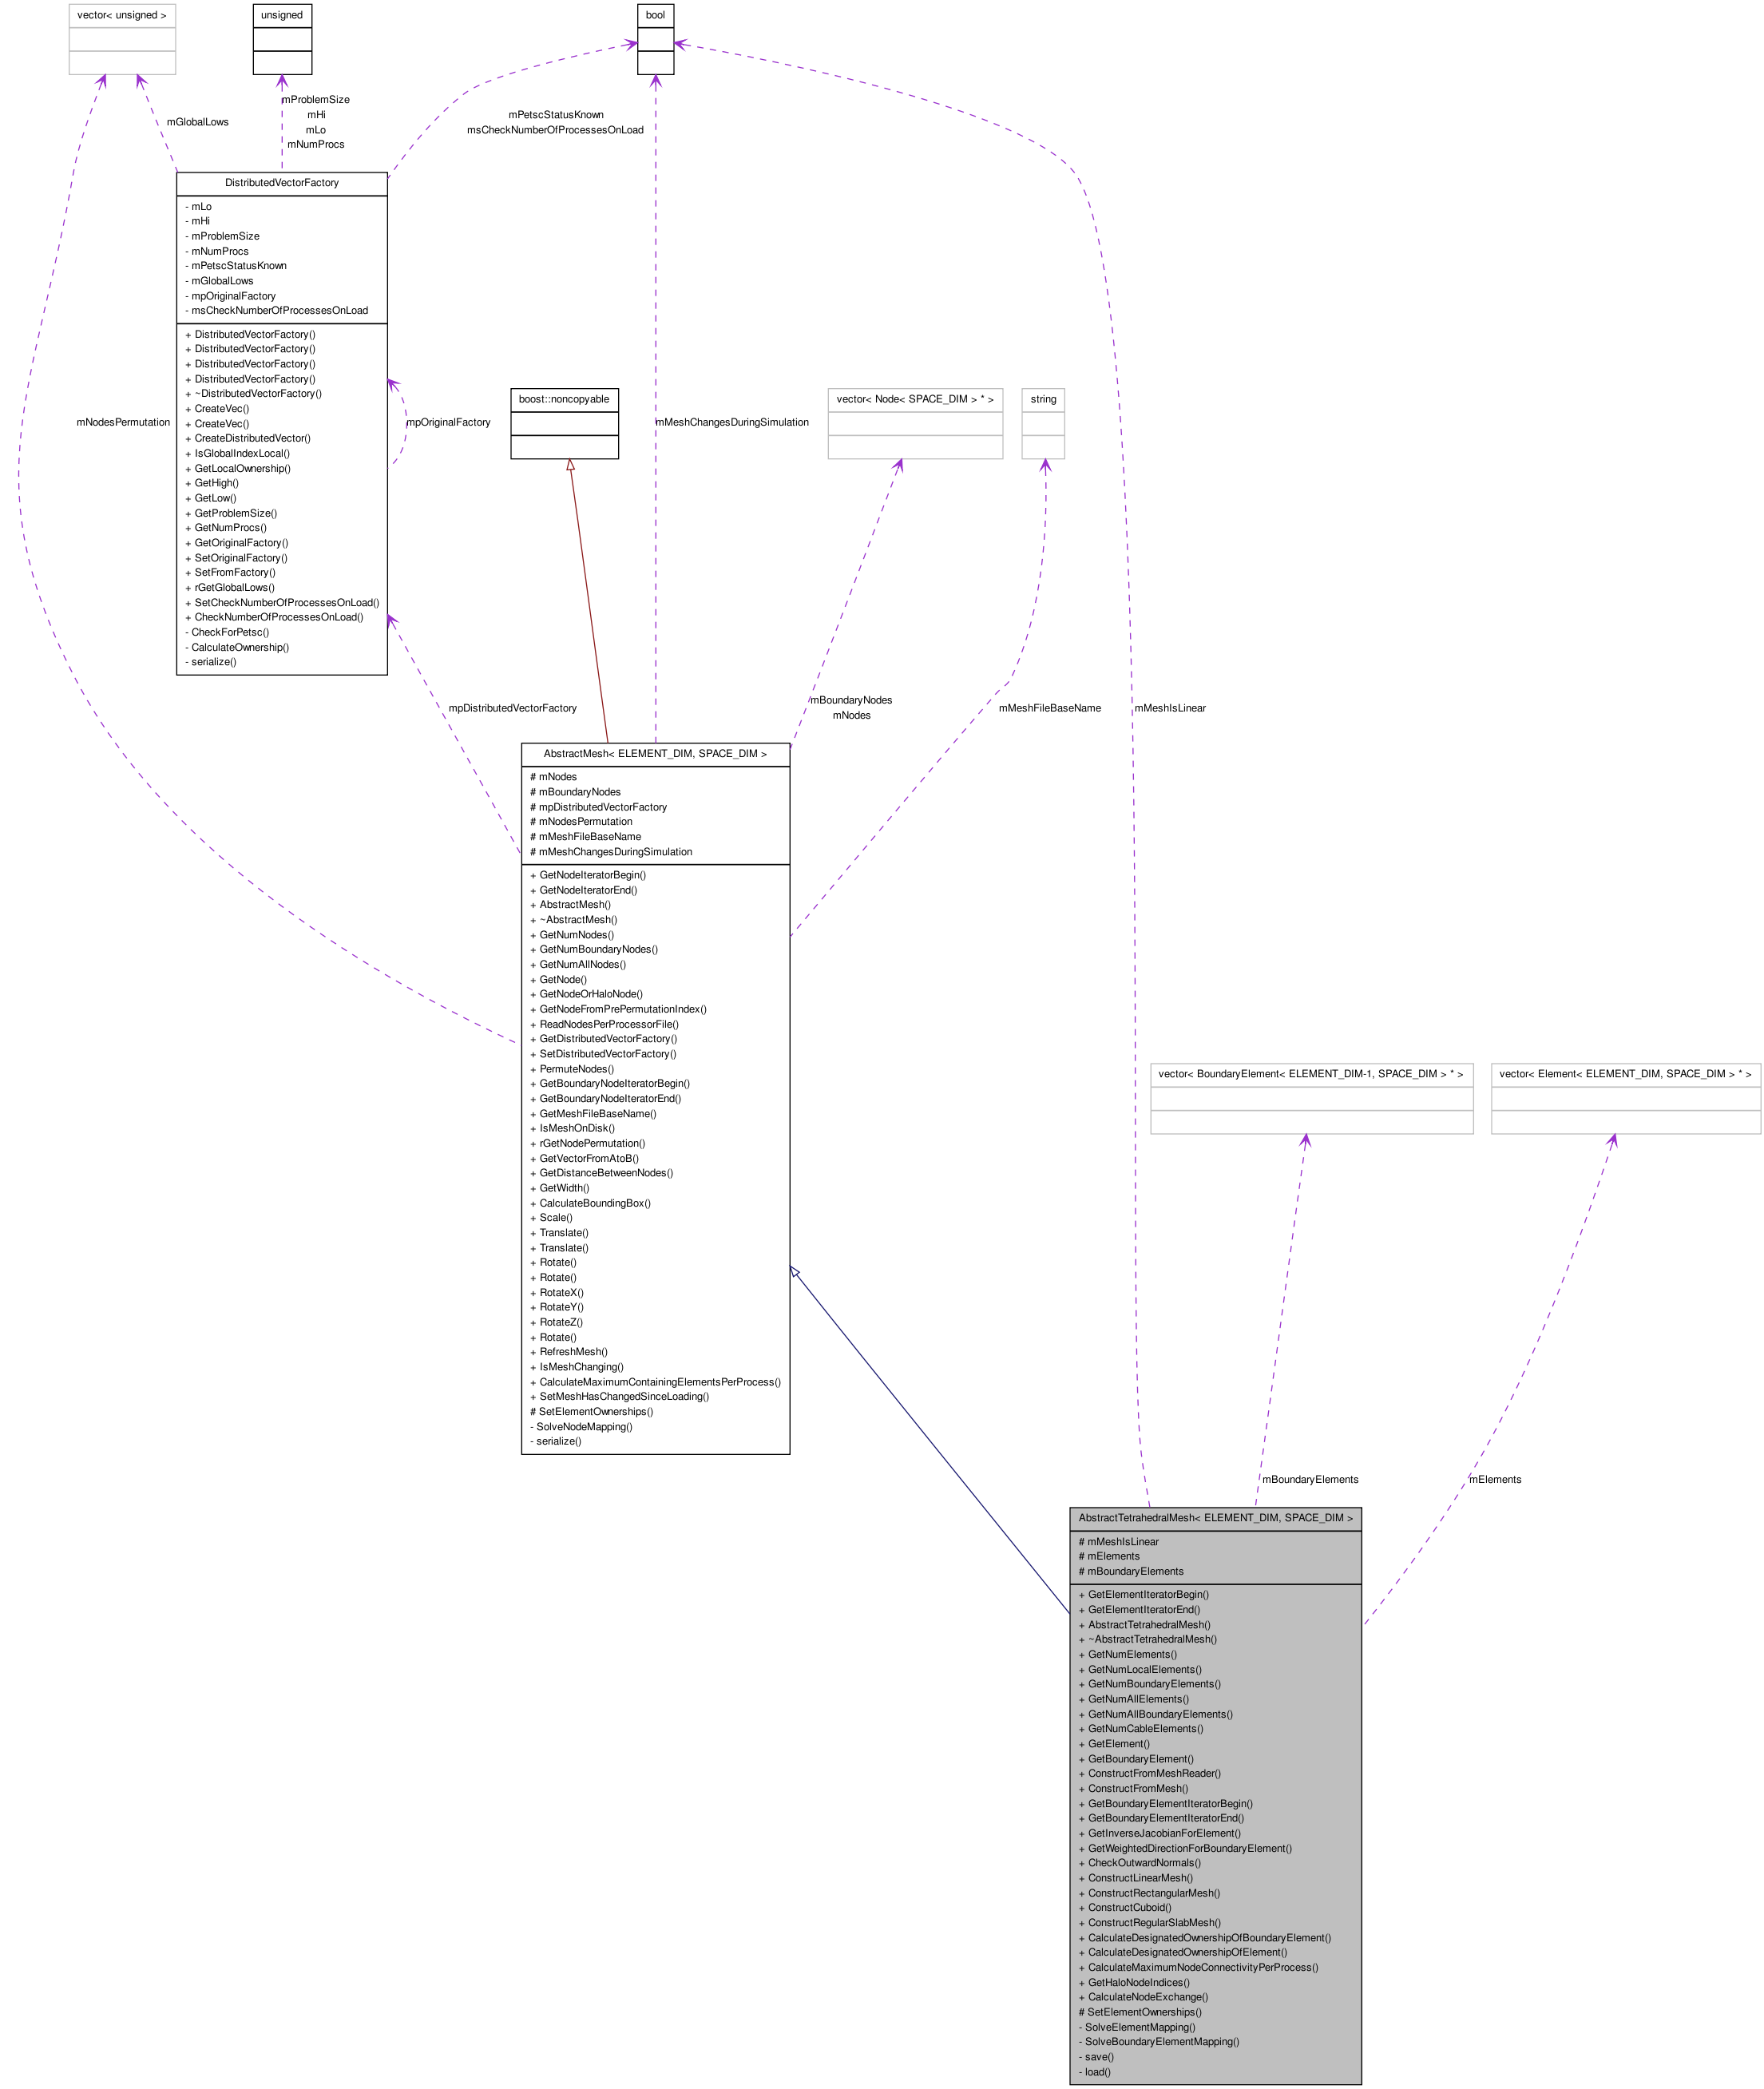 vector< unsigned >
unsigned
bool
mProblemSize
mHi
mLo
mNumProcs
mGlobalLows
mPetscStatusKnown
msCheckNumberOfProcessesOnLoad
DistributedVectorFactory
- mLo
- mHi
- mProblemSize
- mNumProcs
- mPetscStatusKnown
- mGlobalLows
- mpOriginalFactory
- msCheckNumberOfProcessesOnLoad
+ DistributedVectorFactory()
+ DistributedVectorFactory()
+ DistributedVectorFactory()
+ DistributedVectorFactory()
+ ~DistributedVectorFactory()
+ CreateVec()
+ CreateVec()
+ CreateDistributedVector()
+ IsGlobalIndexLocal()
+ GetLocalOwnership()
+ GetHigh()
+ GetLow()
+ GetProblemSize()
+ GetNumProcs()
+ GetOriginalFactory()
+ SetOriginalFactory()
+ SetFromFactory()
+ rGetGlobalLows()
+ SetCheckNumberOfProcessesOnLoad()
+ CheckNumberOfProcessesOnLoad()
- CheckForPetsc()
- CalculateOwnership()
- serialize()
mNodesPermutation
mpOriginalFactory
boost::noncopyable
mMeshChangesDuringSimulation
vector< Node< SPACE_DIM > * >
string
mpDistributedVectorFactory
mBoundaryNodes
mNodes
mMeshFileBaseName
mMeshIsLinear
AbstractMesh< ELEMENT_DIM, SPACE_DIM >
# mNodes
# mBoundaryNodes
# mpDistributedVectorFactory
# mNodesPermutation
# mMeshFileBaseName
# mMeshChangesDuringSimulation
+ GetNodeIteratorBegin()
+ GetNodeIteratorEnd()
+ AbstractMesh()
+ ~AbstractMesh()
+ GetNumNodes()
+ GetNumBoundaryNodes()
+ GetNumAllNodes()
+ GetNode()
+ GetNodeOrHaloNode()
+ GetNodeFromPrePermutationIndex()
+ ReadNodesPerProcessorFile()
+ GetDistributedVectorFactory()
+ SetDistributedVectorFactory()
+ PermuteNodes()
+ GetBoundaryNodeIteratorBegin()
+ GetBoundaryNodeIteratorEnd()
+ GetMeshFileBaseName()
+ IsMeshOnDisk()
+ rGetNodePermutation()
+ GetVectorFromAtoB()
+ GetDistanceBetweenNodes()
+ GetWidth()
+ CalculateBoundingBox()
+ Scale()
+ Translate()
+ Translate()
+ Rotate()
+ Rotate()
+ RotateX()
+ RotateY()
+ RotateZ()
+ Rotate()
+ RefreshMesh()
+ IsMeshChanging()
+ CalculateMaximumContainingElementsPerProcess()
+ SetMeshHasChangedSinceLoading()
# SetElementOwnerships()
- SolveNodeMapping()
- serialize()
vector< BoundaryElement< ELEMENT_DIM-1, SPACE_DIM > * >
vector< Element< ELEMENT_DIM, SPACE_DIM > * >
mBoundaryElements
mElements
AbstractTetrahedralMesh< ELEMENT_DIM, SPACE_DIM >
# mMeshIsLinear
# mElements
# mBoundaryElements
+ GetElementIteratorBegin()
+ GetElementIteratorEnd()
+ AbstractTetrahedralMesh()
+ ~AbstractTetrahedralMesh()
+ GetNumElements()
+ GetNumLocalElements()
+ GetNumBoundaryElements()
+ GetNumAllElements()
+ GetNumAllBoundaryElements()
+ GetNumCableElements()
+ GetElement()
+ GetBoundaryElement()
+ ConstructFromMeshReader()
+ ConstructFromMesh()
+ GetBoundaryElementIteratorBegin()
+ GetBoundaryElementIteratorEnd()
+ GetInverseJacobianForElement()
+ GetWeightedDirectionForBoundaryElement()
+ CheckOutwardNormals()
+ ConstructLinearMesh()
+ ConstructRectangularMesh()
+ ConstructCuboid()
+ ConstructRegularSlabMesh()
+ CalculateDesignatedOwnershipOfBoundaryElement()
+ CalculateDesignatedOwnershipOfElement()
+ CalculateMaximumNodeConnectivityPerProcess()
+ GetHaloNodeIndices()
+ CalculateNodeExchange()
# SetElementOwnerships()
- SolveElementMapping()
- SolveBoundaryElementMapping()
- save()
- load()